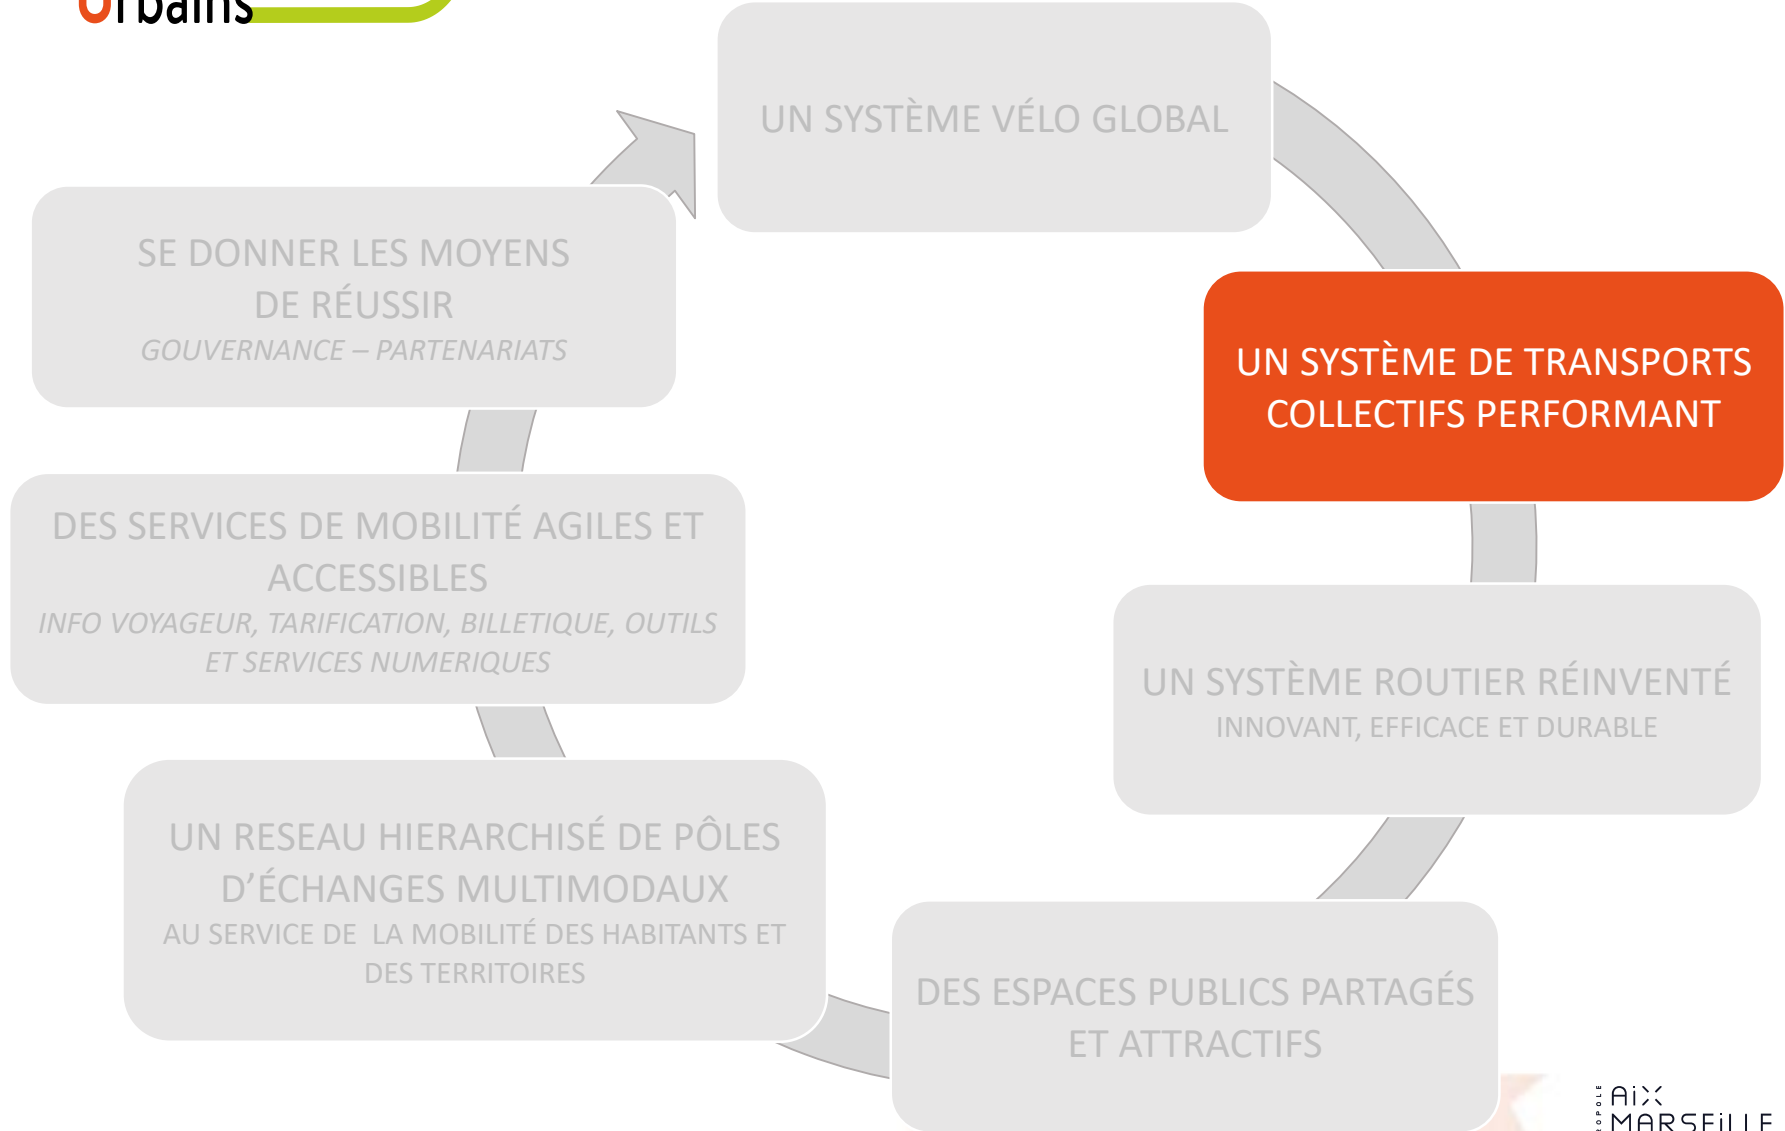 Urbains
UN SYSTÈME VÉLO GLOBAL
SE DONNER LES MOYENS
DE RÉUSSIR
GOUVERNANCE – PARTENARIATS
UN SYSTÈME DE TRANSPORTS
COLLECTIFS PERFORMANT
DES SERVICES DE MOBILITÉ AGILES ET
ACCESSIBLES
INFO VOYAGEUR, TARIFICATION, BILLETIQUE, OUTILS
ET SERVICES NUMERIQUES
UN SYSTÈME ROUTIER RÉINVENTÉ
INNOVANT, EFFICACE ET DURABLE
UN RESEAU HIERARCHISÉ DE PÔLES
D’ÉCHANGES MULTIMODAUX
AU SERVICE DE LA MOBILITÉ DES HABITANTS ET
DES TERRITOIRES
DES ESPACES PUBLICS PARTAGÉS
ET ATTRACTIFS
AiX
MARSEiLLE